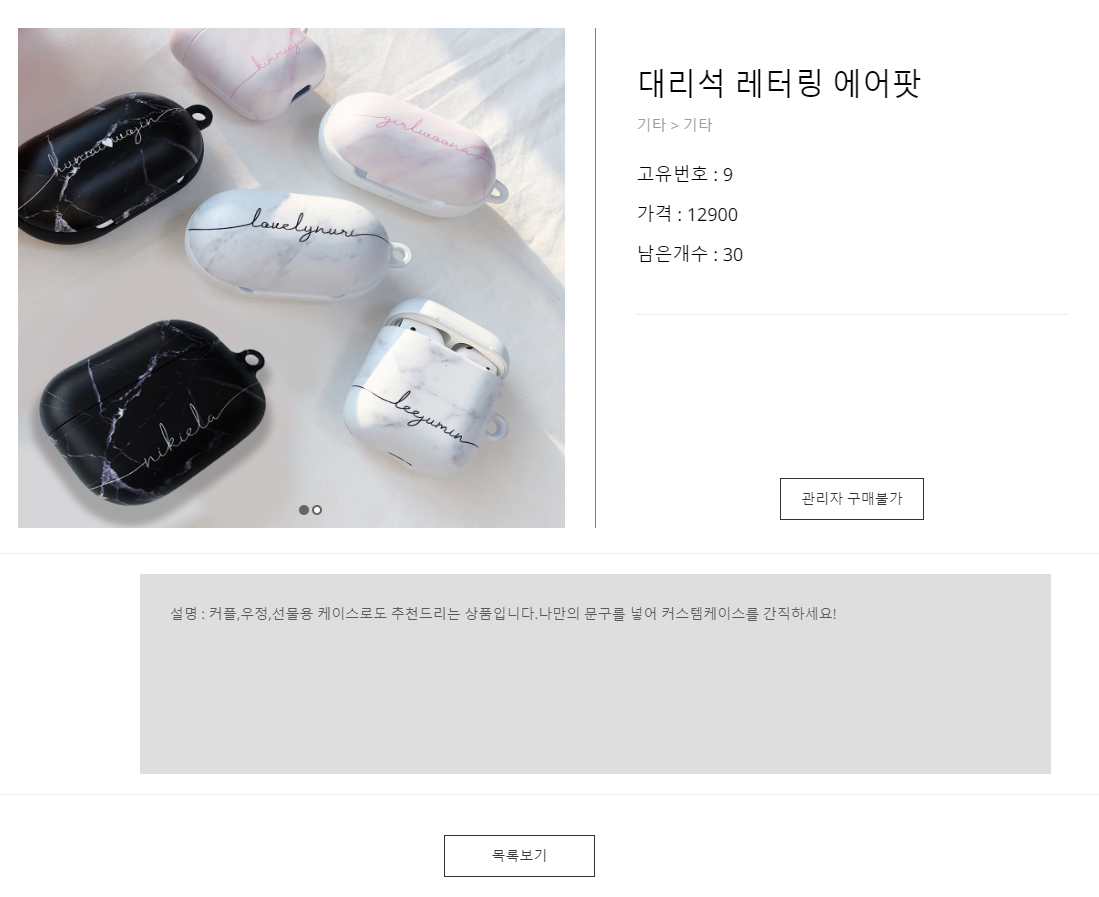 kimmin
hunsatowojin
girlwoona
lovelynuri
leejumin
nikiela
대리석 레터링 에어팟
기타 > 기타
고유번호 : 9
가격 : 12900
남은개수 : 30
관리자 구매불가
설명 : 커플,우정,선물용 케이스로도 추천드리는 상품입니다.나만의 문구를 넣어 커스템케이스를 간직하세요!
목록보기